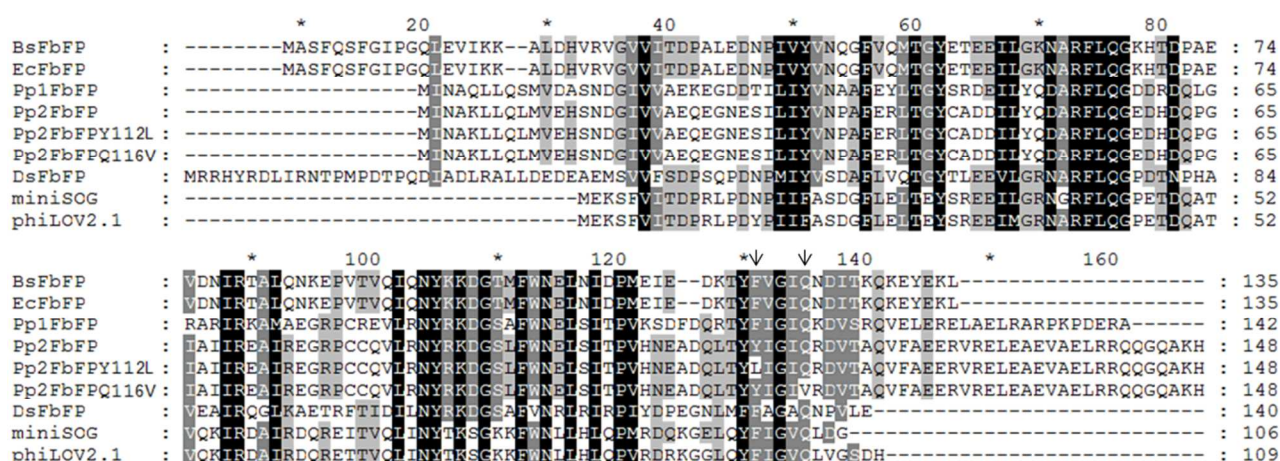 * 20 * 40 * 60 * 80
BsFbFP : --------MASFQSFGIPGQLEVIKK--ALDHVRVGVVITDPALEDNPIVYVNQGFVQMTGYETEEILGKNARFLQGKHTDPAE : 74
EcFbFP : --------MASFQSFGIPGQLEVIKK--ALDHVRVGVVITDPALEDNPIVYVNQGFVQMTGYETEEILGKNARFLQGKHTDPAE : 74
Pp1FbFP : -------------------MINAQLLQSMVDASNDGIVVAEKEGDDTILIYVNAAFEYLTGYSRDEILYQDARFLQGDDRDQLG : 65
Pp2FbFP : -------------------MINAKLLQLMVEHSNDGIVVAEQEGNESILIYVNPAFERLTGYCADDILYQDARFLQGEDHDQPG : 65
Pp2FbFPY112L : -------------------MINAKLLQLMVEHSNDGIVVAEQEGNESILIYVNPAFERLTGYCADDILYQDARFLQGEDHDQPG : 65
Pp2FbFPQ116V : -------------------MINAKLLQLMVEHSNDGIVVAEQEGNESILIYVNPAFERLTGYCADDILYQDARFLQGEDHDQPG : 65
DsFbFP : MRRHYRDLIRNTPMPDTPQDIADLRALLDEDEAEMSVVFSDPSQPDNPMIYVSDAFLVQTGYTLEEVLGRNCRFLQGPDTNPHA : 84
miniSOG : --------------------------------MEKSFVITDPRLPDNPIIFASDGFLELTEYSREEILGRNGRFLQGPETDQAT : 52
phiLOV2.1 : --------------------------------MEKSFVITDPRLPDYPIIFASDGFLELTEYSREEIMGRNARFLQGPETDQAT : 52
* 100 * 120 * 140 * 160
BsFbFP : VDNIRTALQNKEPVTVQIQNYKKDGTMFWNELNIDPMEIE--DKTYFVGIQNDITKQKEYEKL------------------ : 135
EcFbFP : VDNIRTALQNKEPVTVQIQNYKKDGTMFWNELNIDPMEIE--DKTYFVGIQNDITKQKEYEKL------------------ : 135
Pp1FbFP : RARIRKAMAEGRPCREVLRNYRKDGSAFWNELSITPVKSDFDQRTYFIGIQKDVSRQVELERELAELRARPKPDERA------ : 142
Pp2FbFP : IAIIREAIREGRPCCQVLRNYRKDGSLFWNELSITPVHNEADQLTYYIGIQRDVTAQVFAEERVRELEAEVAELRRQQGQAKH : 148
Pp2FbFPY112L : IAIIREAIREGRPCCQVLRNYRKDGSLFWNELSITPVHNEADQLTYLIGIQRDVTAQVFAEERVRELEAEVAELRRQQGQAKH : 148
Pp2FbFPQ116V : IAIIREAIREGRPCCQVLRNYRKDGSLFWNELSITPVHNEADQLTYYIGIVRDVTAQVFAEERVRELEAEVAELRRQQGQAKH : 148
DsFbFP : VEAIRQGLKAETRFTIDILNYRKDGSAFVNRLRIRPIYDPEGNLMFFAGAQNPVLE--------------------------- : 140
miniSOG : VQKIRDAIRDQREITVQLINYTKSGKKFWNLLHLQPMRDQKGELQYFIGVQLDG----------------------------- : 106
phiLOV2.1 : VQKIRDAIRDQRETTVQLINYTKSGKKFWNLLHLQPVRDRKGGLQYFIGVQLVGSDH-------------------------- : 109